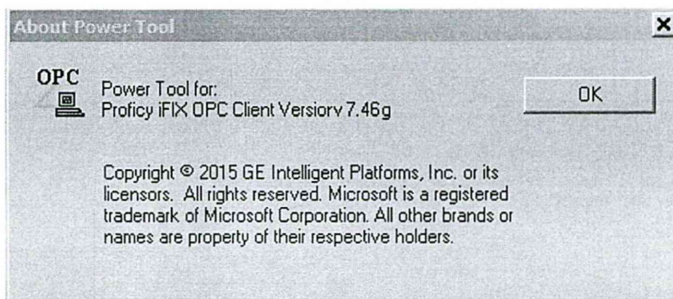 About Power Tool
OPC
Power Tool for:
Proficy iFIX OPC Client Versiorv 7.46g
OK
Copyright © 2015 GE Intelligent Platforms, Inc. or its
licensors. All rights reserved. Microsoft is a registered
trademark of Microsoft Corporation. All other brands or
names are property of their respective holders.